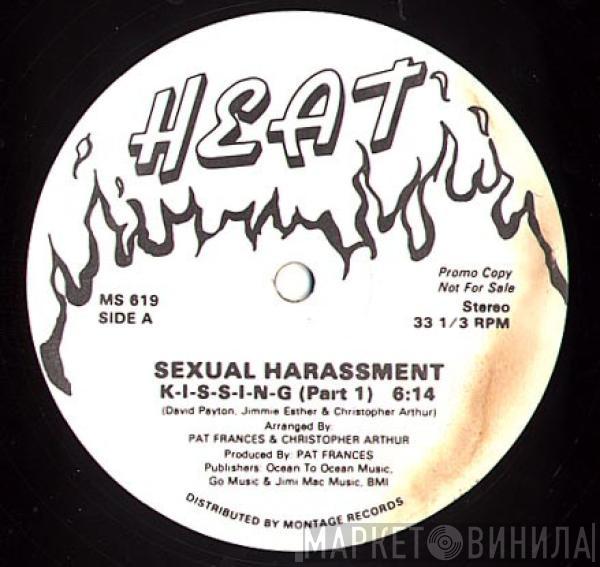 HEAT
Promo Copy
Not For Sale
MS 619
SIDE A
Stereo
33 1/3 RPM
SEXUAL HARASSMENT
K-I-S-S-I-N-G (Part 1) 6:14
(David Payton, Jimmie Esther & Christopher Arthur)
Arranged By:
PAT FRANCES & CHRISTOPHER ARTHUR
Produced By: PAT FRANCES
Publishers: Ocean To Ocean Music,
Go Music & Jimi Mac Music, BMI
DISTRIBUTED BY MONTAGE RECORDS
МАРКЕТ ВИНИЛА